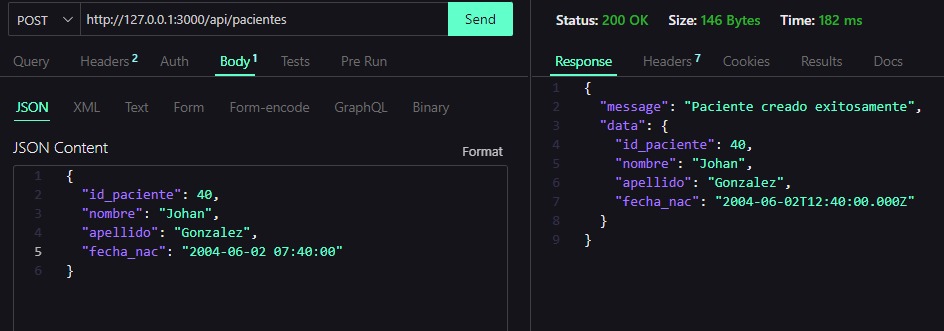 POST http://127.0.0.1:3000/api/pacientes Send
Query Headers 2 Auth Body 1 Tests Pre Run
JSON XML Text Form Form-encode GraphQL Binary
JSON Content Format
1 {
2 "id_paciente": 40,
3 "nombre": "Johan",
4 "apellido": "Gonzalez",
5 "fecha_nac": "2004-06-02 07:40:00"
6 }
Status: 200 OK Size: 146 Bytes Time: 182 ms
Response Headers 7 Cookies Results Docs
1 {
2 "message": "Paciente creado exitosamente",
3 "data": {
4 "id_paciente": 40,
5 "nombre": "Johan",
6 "apellido": "Gonzalez",
7 "fecha_nac": "2004-06-02T12:40:00.000Z"
8 }
9 }